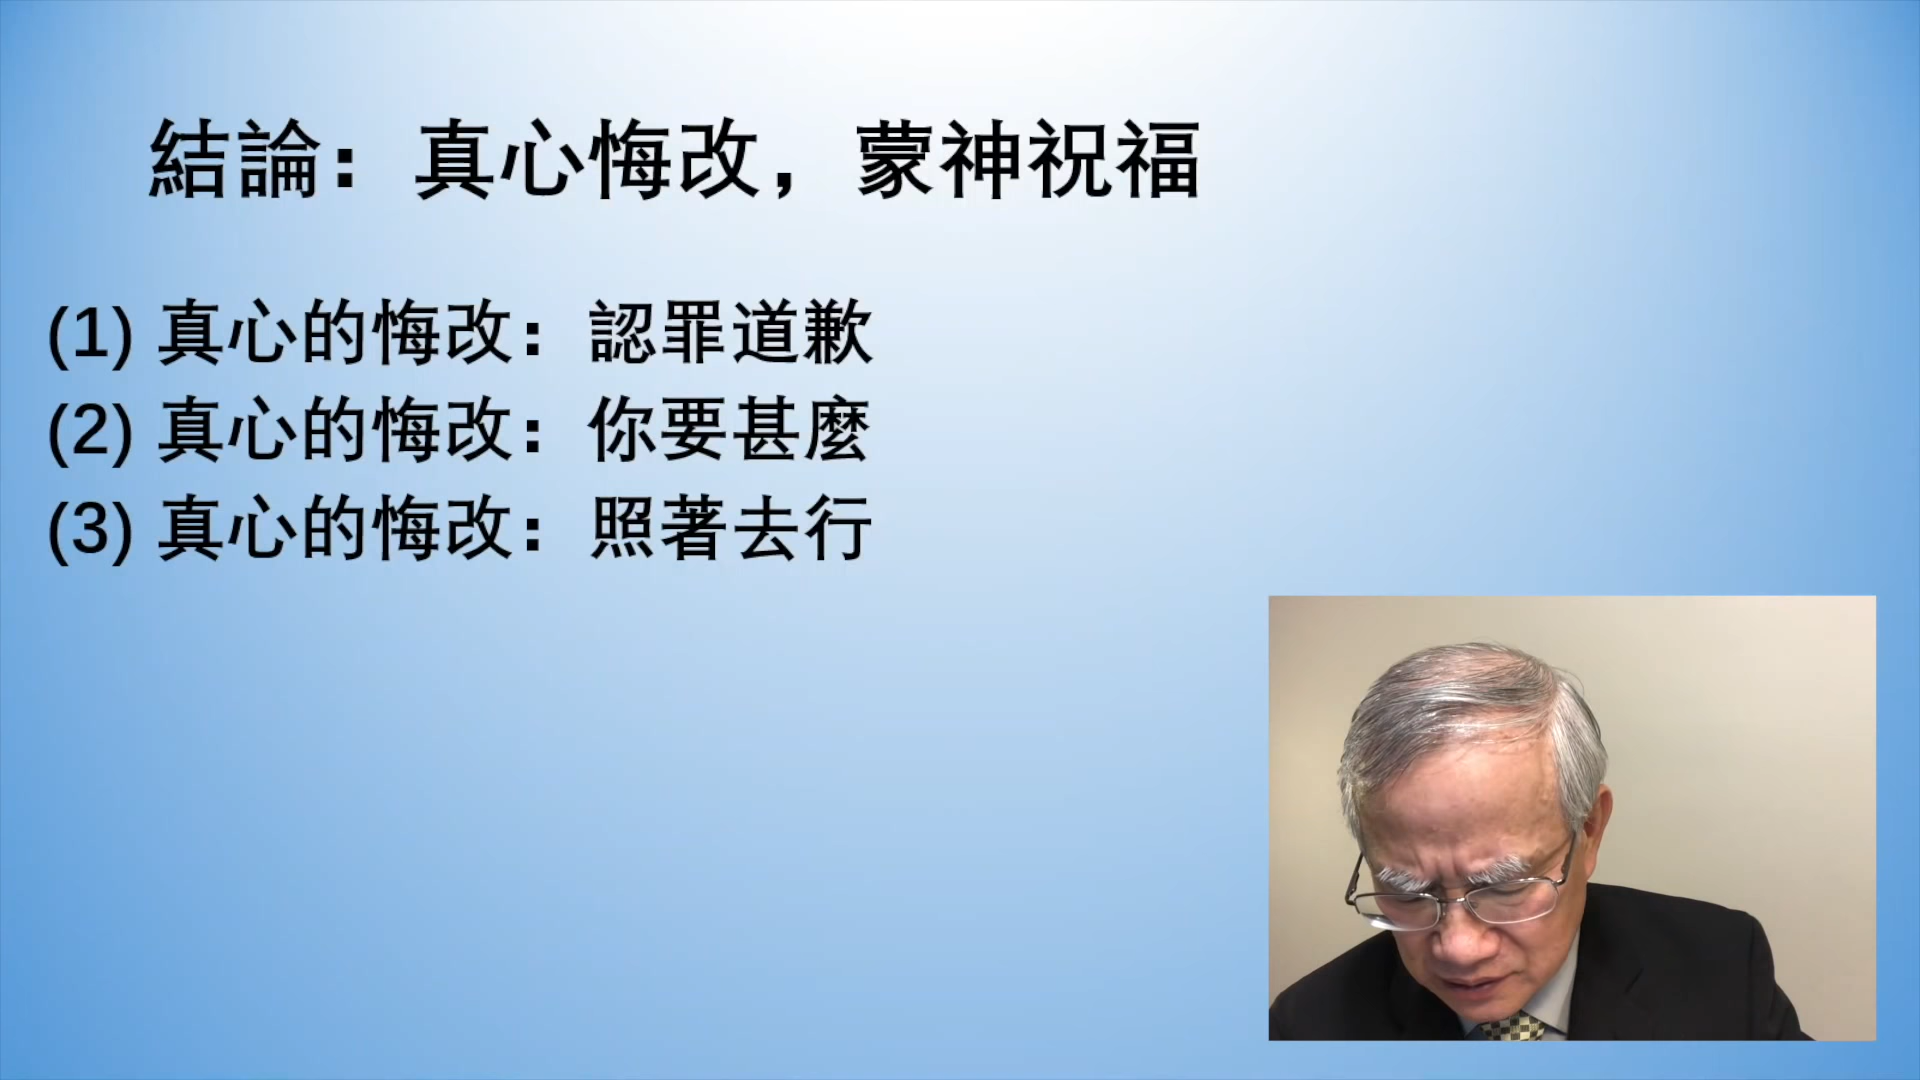 結論：真心悔改，蒙神祝福
(1) 真心的悔改：認罪道歉
(2) 真心的悔改：你要甚麼
(3) 真心的悔改：照著去行